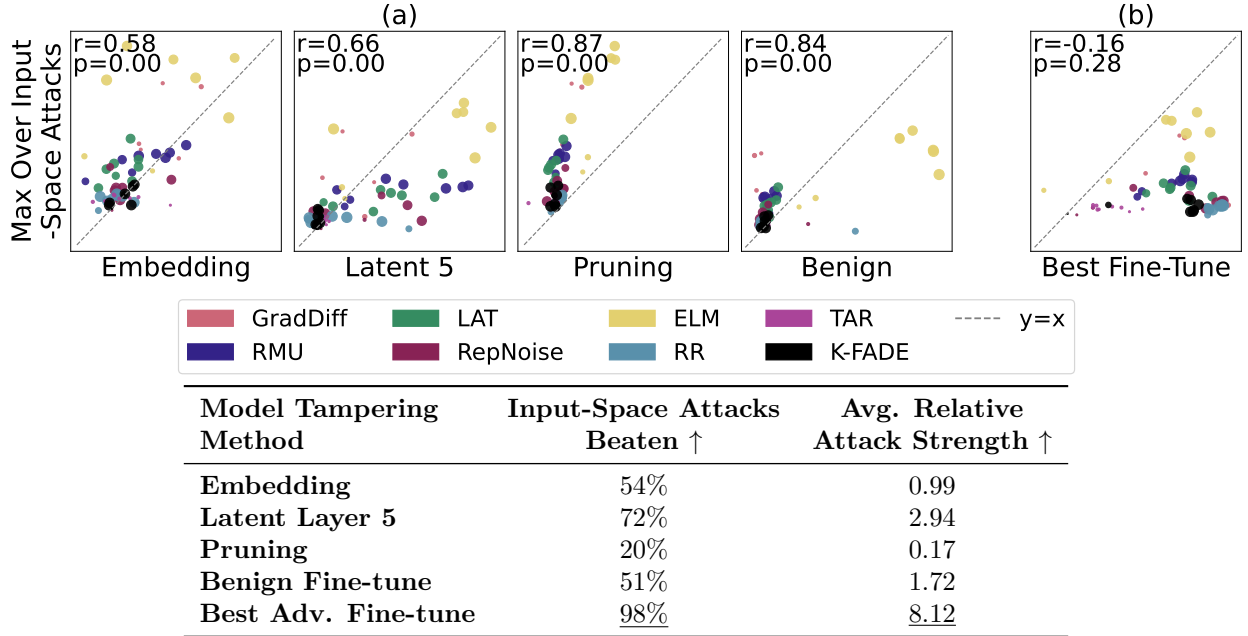 (a)
(b)
Max Over Input
-Space Attacks
r=0.58
p=0.00
r=0.66
p=0.00
r=0.87
p=0.00
r=0.84
p=0.00
r=-0.16
p=0.28
Embedding
Latent 5
Pruning
Benign
Best Fine-Tune
GradDiff
LAT
ELM
TAR
y=x
RMU
RepNoise
RR
K-FADE
Model Tampering Input-Space Attacks Avg. Relative
Method Beaten ↑ Attack Strength ↑
Embedding 54% 0.99
Latent Layer 5 72% 2.94
Pruning 20% 0.17
Benign Fine-tune 51% 1.72
Best Adv. Fine-tune 98% 8.12